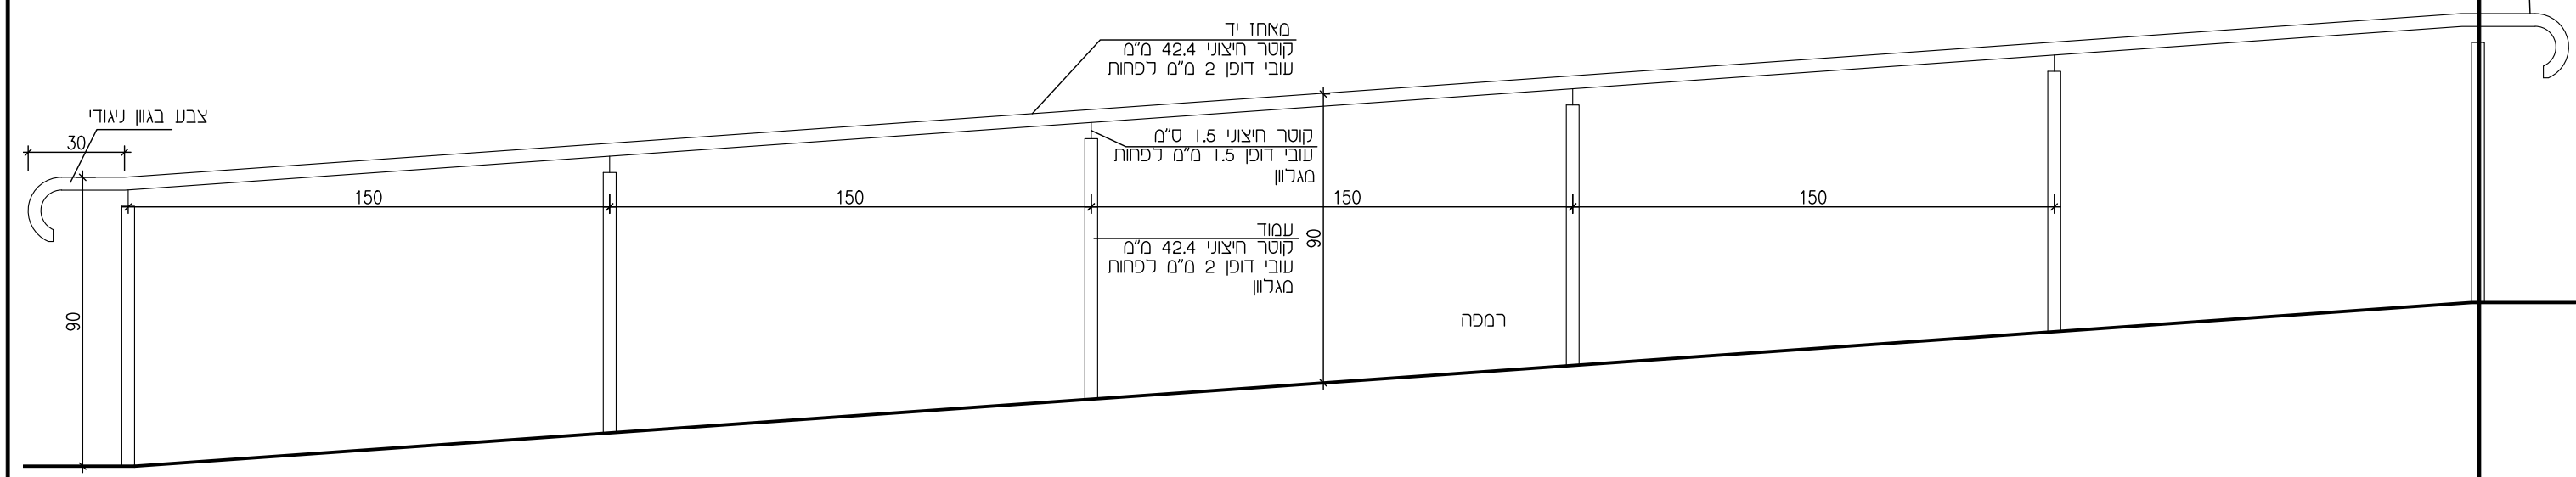 מאחז יד
קוטר חיצוני 42.4 מ"מ
עובי דופן 2 מ"מ לפחות
צבע בגוון ניגודי
30
קוטר חיצוני 1.5 ס"מ
עובי דופן 1.5 מ"מ לפחות
מגלוון
150
150
150
150
עמוד
קוטר חיצוני 42.4 מ"מ
עובי דופן 2 מ"מ לפחות
מגלוון
90
90
רמפה